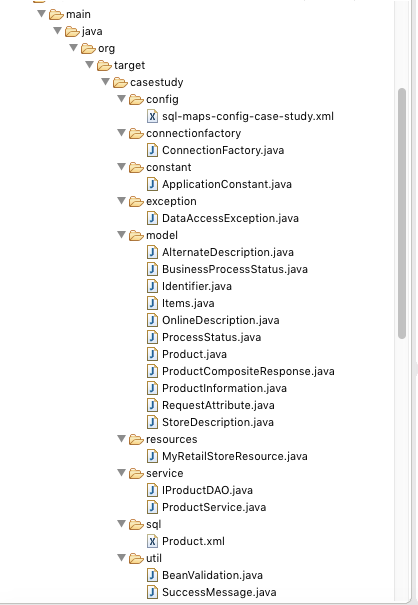 main
java
org
target
casestudy
config
sql-maps-config-case-study.xml
connectionfactory
ConnectionFactory.java
constant
ApplicationConstant.java
exception
DataAccessException.java
model
AlternateDescription.java
BusinessProcessStatus.java
Identifier.java
Items.java
OnlineDescription.java
ProcessStatus.java
Product.java
ProductCompositeResponse.java
ProductInformation.java
RequestAttribute.java
StoreDescription.java
resources
MyRetailStoreResource.java
service
IProductDAO.java
ProductService.java
sql
Product.xml
util
BeanValidation.java
SuccessMessage.java